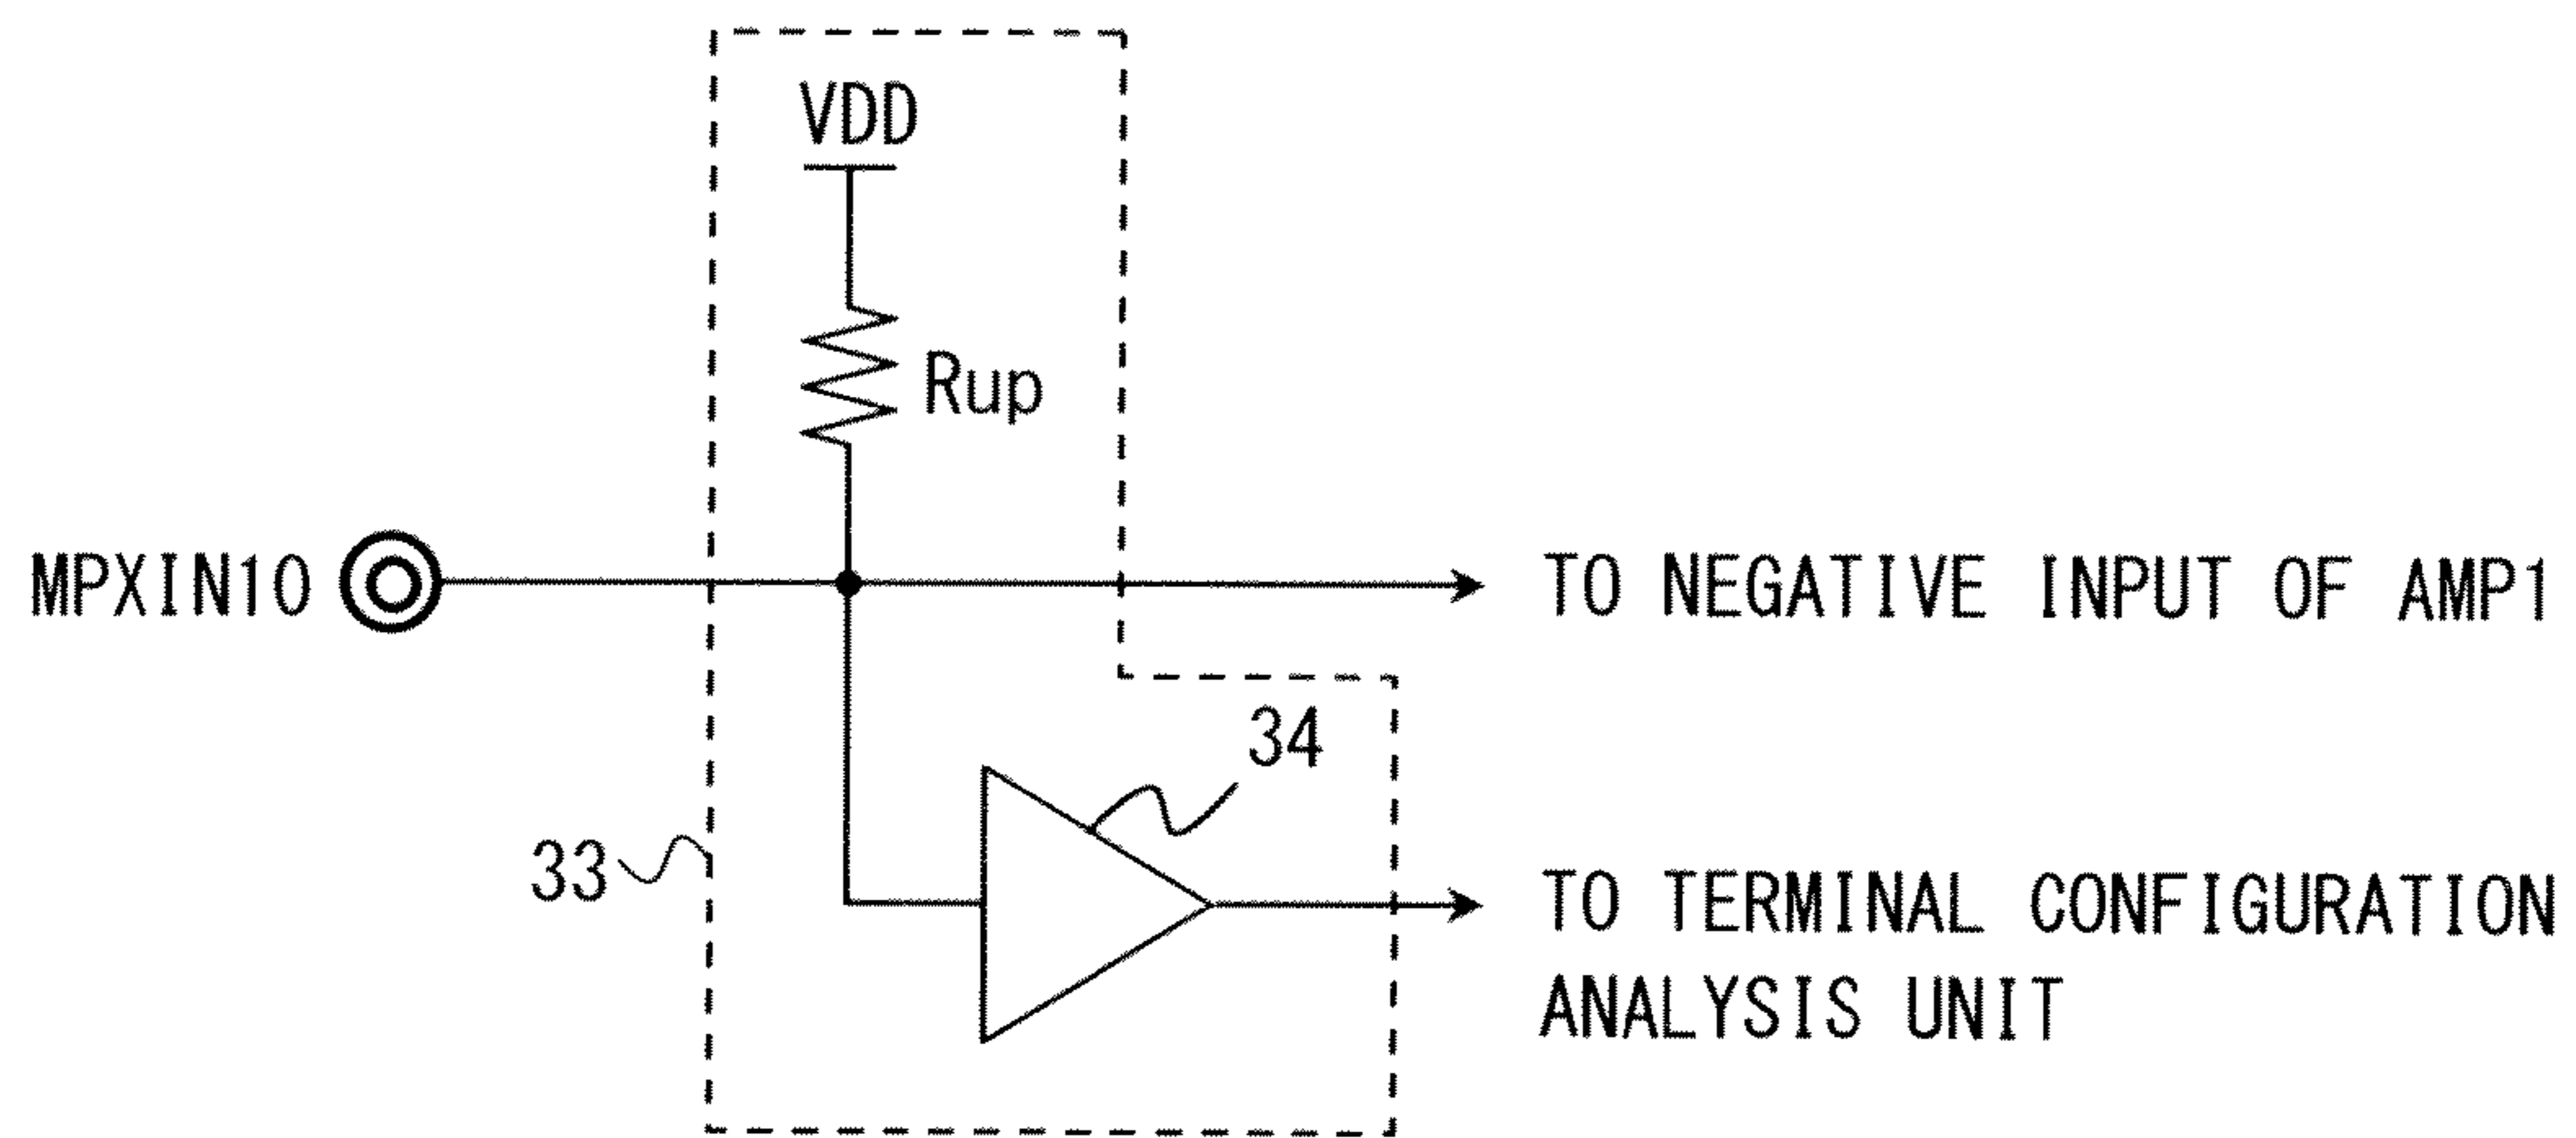 VDD
Rup
MPXIN10
TO NEGATIVE INPUT OF AMP1
34
33
TO TERMINAL CONFIGURATION
ANALYSIS UNIT